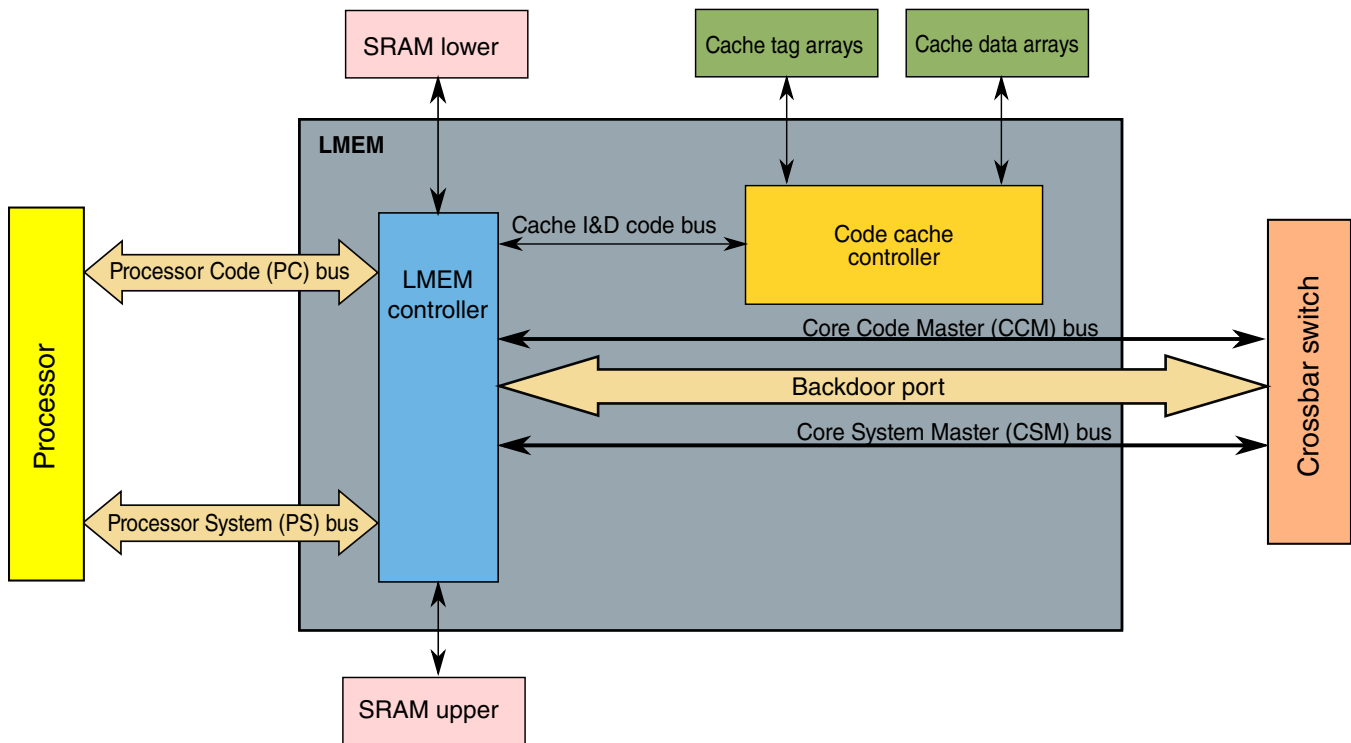 SRAM lower
Cache tag arrays
Cache data arrays
LMEM
Processor
Processor Code (PC) bus
LMEM
controller
Cache I&D code bus
Code cache
controller
Core Code Master (CCM) bus
Backdoor port
Core System Master (CSM) bus
Crossbar switch
Processor System (PS) bus
SRAM upper